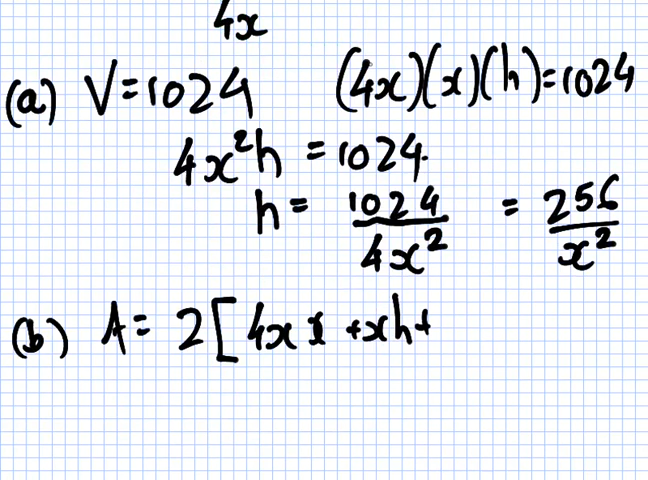 4x
(a) V=1024 (4x)(x)(h)=1024
4x²h = 1024.
h = 1024/4x² = 256/x²
(b) A= 2[4x x +xh+